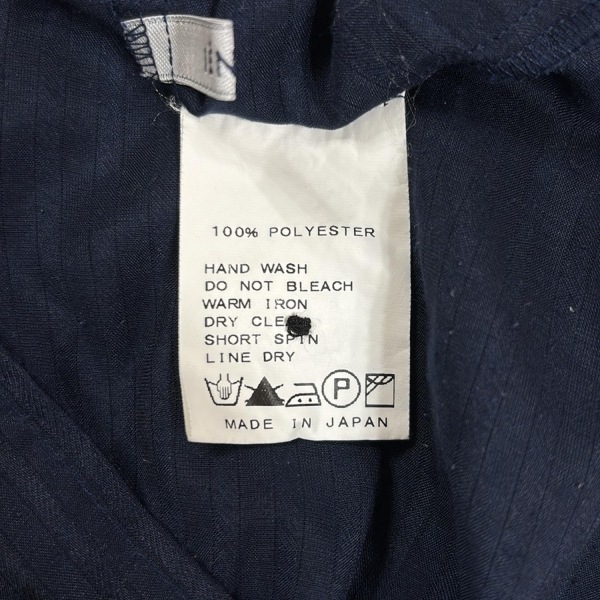 100% POLYESTER
HAND WASH
DO NOT BLEACH
WARM IRON
DRY
SHORT SPIN
LINE DRY
P
MADE IN JAPAN